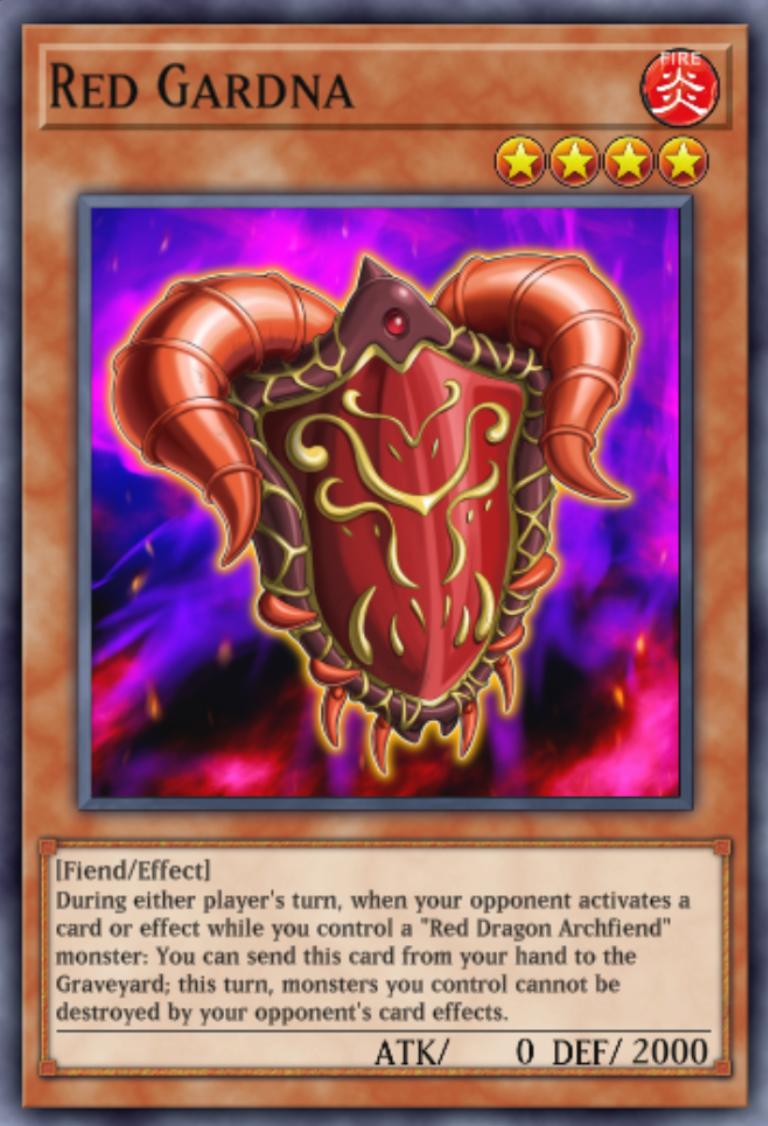 Red Gardna
FIRE
炎
[Fiend/Effect]
During either player's turn, when your opponent activates a
card or effect while you control a "Red Dragon Archfiend"
monster: You can send this card from your hand to the
Graveyard; this turn, monsters you control cannot be
destroyed by your opponent's card effects.
ATK/ 0 DEF/ 2000